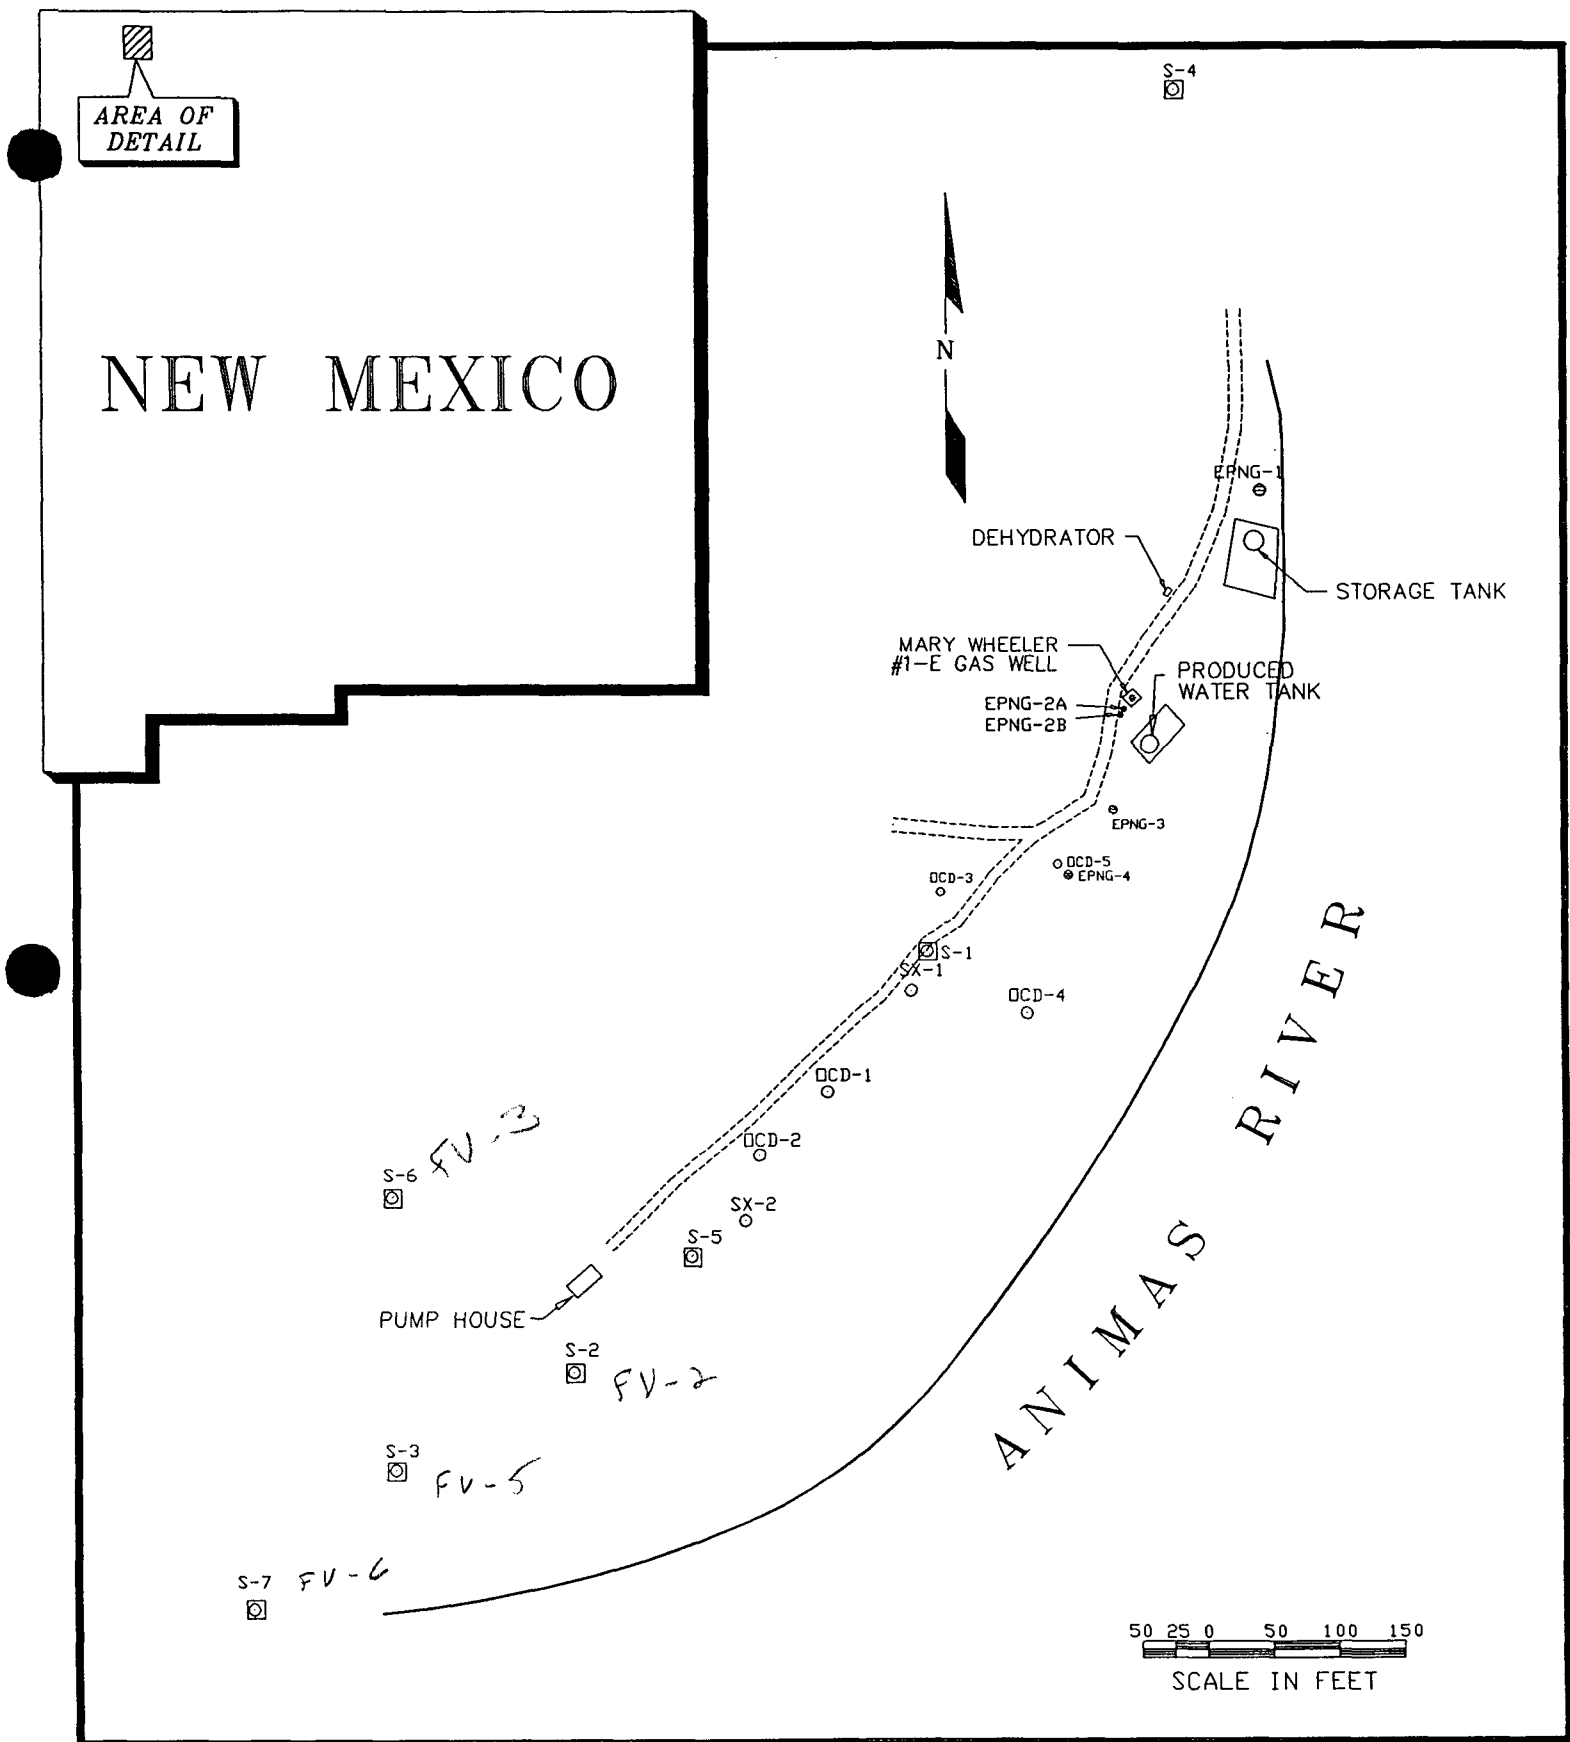 AREA OF
DETAIL
NEW MEXICO
S-4
N
EPNG-1
DEHYDRATOR
STORAGE TANK
MARY WHEELER
#1-E GAS WELL
PRODUCED
WATER TANK
EPNG-2A
EPNG-2B
EPNG-3
OCD-5
EPNG-4
OCD-3
S-1
SX-1
OCD-4
OCD-1
OCD-2
S-6 FV-3
SX-2
S-5
PUMP HOUSE
S-2
FV-2
S-3
FV-5
S-7 FV-6
ANIMAS RIVER
50 25 0 50 100 150
SCALE IN FEET